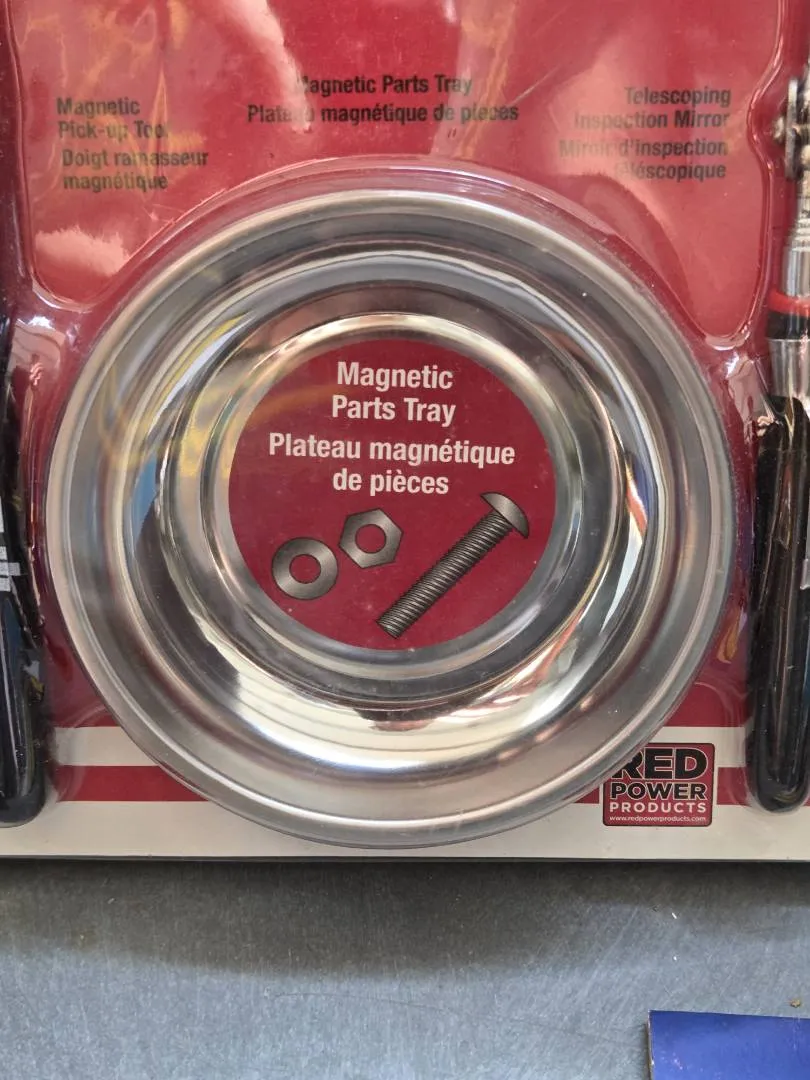 Magnetic Parts Tray
Plateau magnétique de pièces
Magnetic
Pick-up Tool
Doigt ramasseur
magnétique
Telescoping
Inspection Mirror
Miroir d'inspection
téléscopique
Magnetic
Parts Tray
Plateau magnétique
de pièces
RED
POWER
PRODUCTS
www.redpowerproducts.com